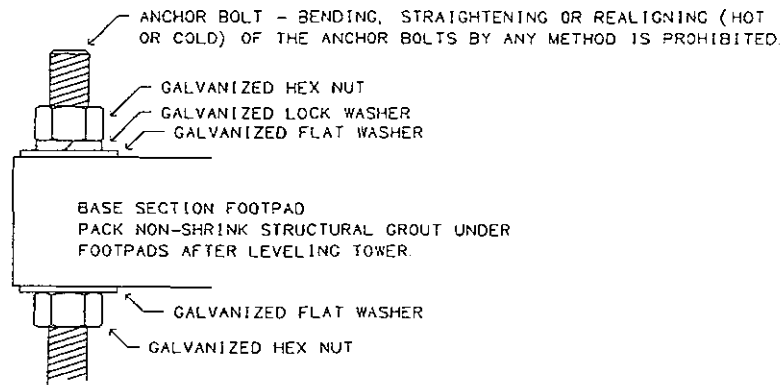 ANCHOR BOLT - BENDING, STRAIGHTENING OR REALIGNING (HOT
OR COLD) OF THE ANCHOR BOLTS BY ANY METHOD IS PROHIBITED.
GALVANIZED HEX NUT
GALVANIZED LOCK WASHER
GALVANIZED FLAT WASHER
BASE SECTION FOOTPAD
PACK NON-SHRINK STRUCTURAL GROUT UNDER
FOOTPADS AFTER LEVELING TOWER.
GALVANIZED FLAT WASHER
GALVANIZED HEX NUT